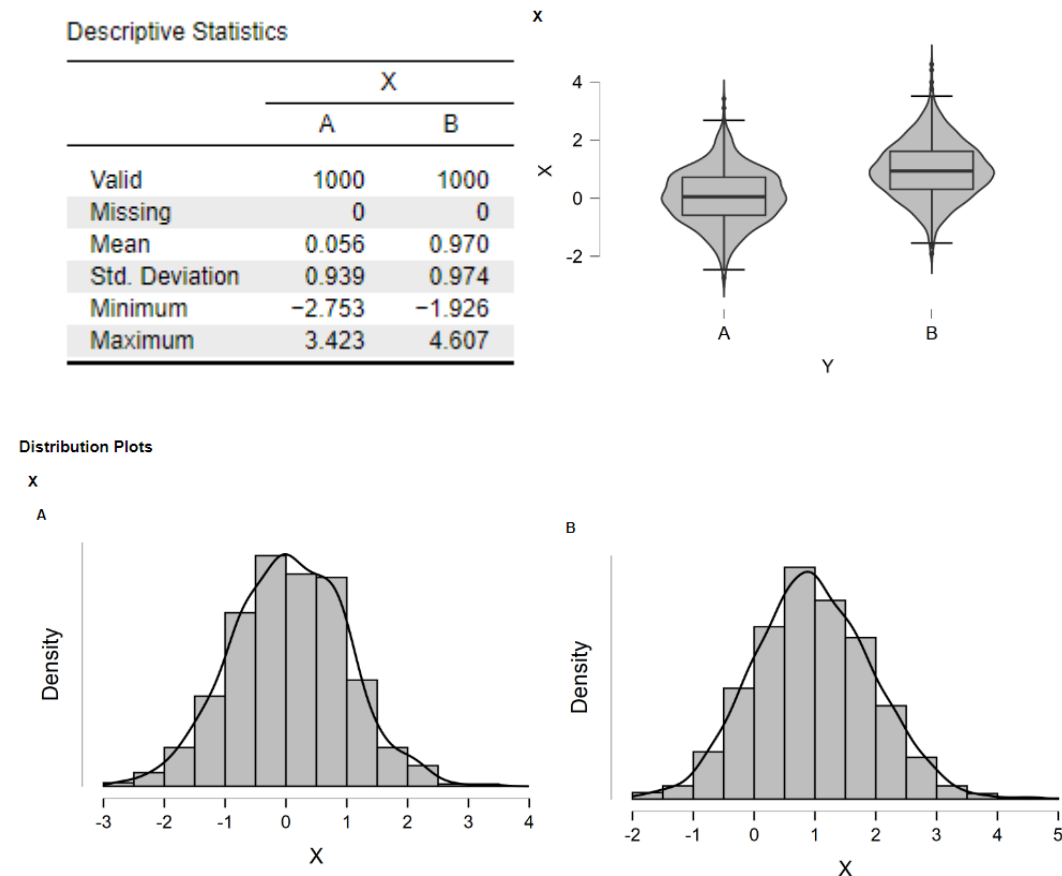 Descriptive Statistics
X
A B
Valid 1000 1000
Missing 0 0
Mean 0.056 0.970
Std. Deviation 0.939 0.974
Minimum −2.753 −1.926
Maximum 3.423 4.607
X
4
2
0
-2
X
A B
Y
Distribution Plots
X
A
Density
-3 -2 -1 0 1 2 3 4
X
B
Density
-2 -1 0 1 2 3 4 5
X